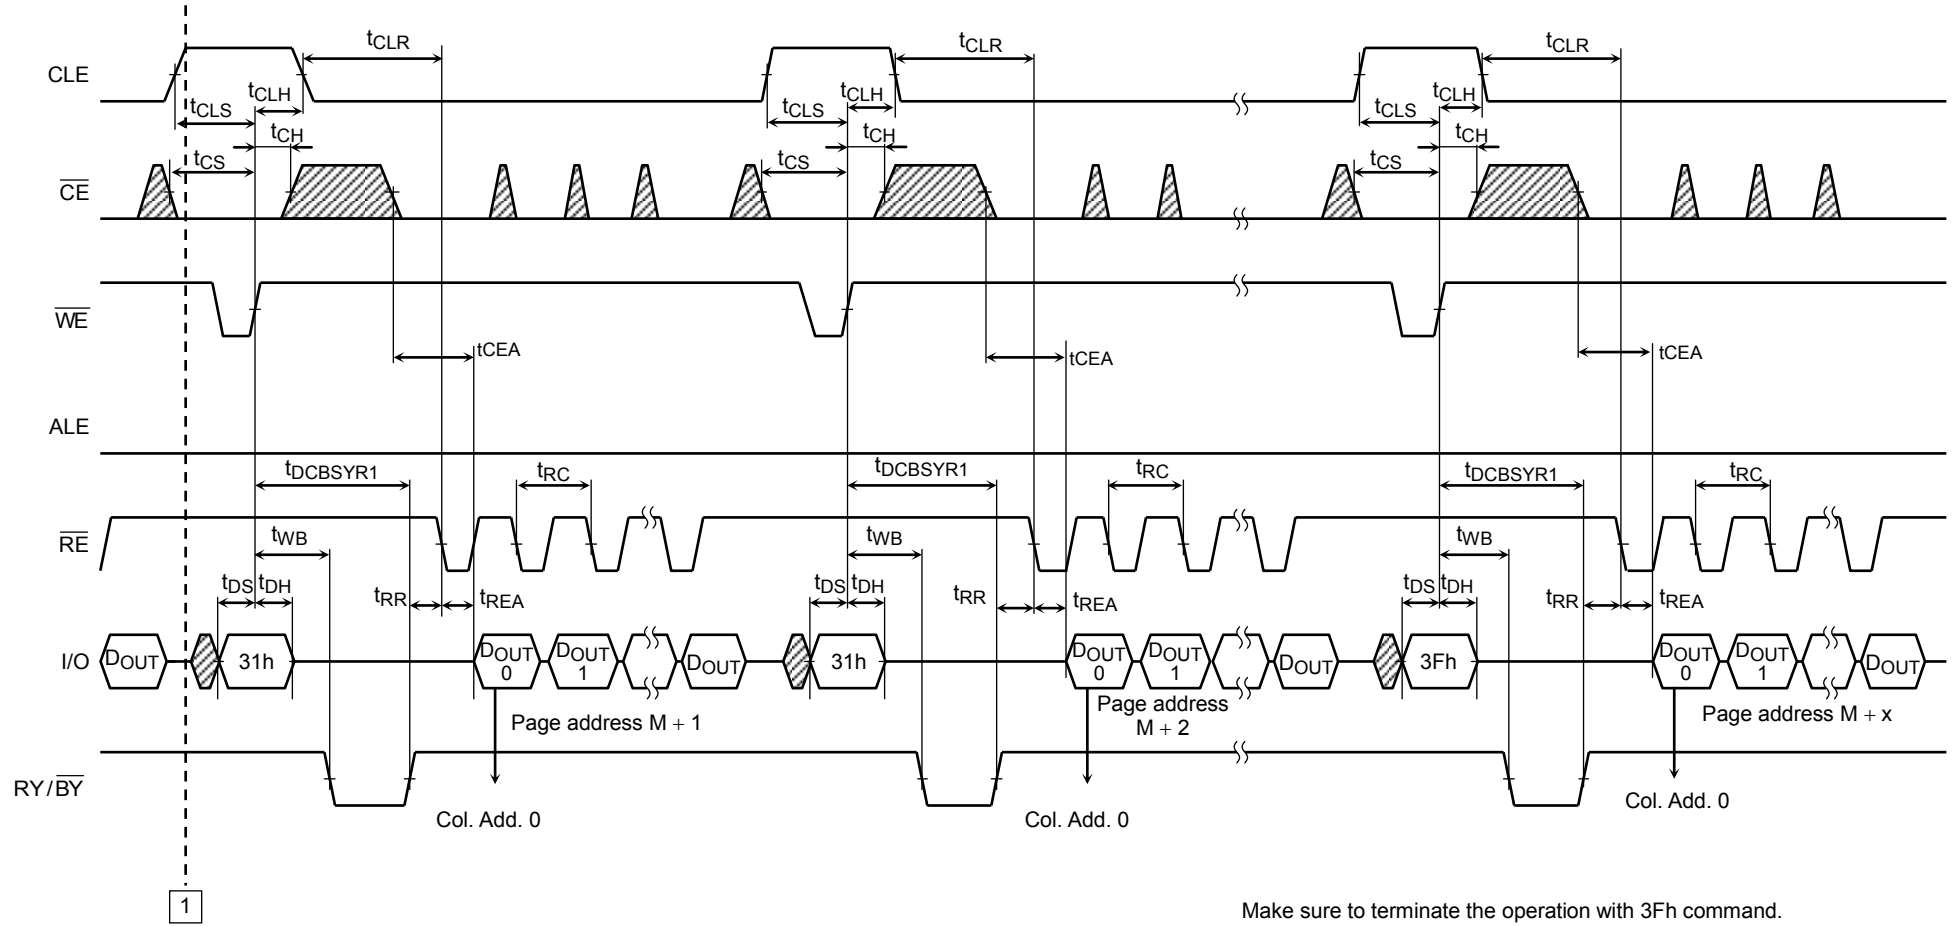 tCLR tCLR tCLR
CLE
tCLH tCLH tCLH
tCLS tCLS tCLS
tCH tCH tCH
tCS tCS tCS
CE
WE
tCEA tCEA tCEA
ALE
tDCBSYR1 tRC tDCBSYR1 tRC tDCBSYR1 tRC
RE
tWB tWB tWB
tDS tDH tDS tDH tDS tDH
tRR tREA tRR tREA tRR tREA
I/O DOUT 31h DOUT 0 DOUT 1 DOUT 31h DOUT 0 DOUT 1 DOUT 3Fh DOUT 0 DOUT 1 DOUT
Page address M + 1
Page address
M + 2
Page address M + x
RY/BY
Col. Add. 0
Col. Add. 0
Col. Add. 0
1
Make sure to terminate the operation with 3Fh command.